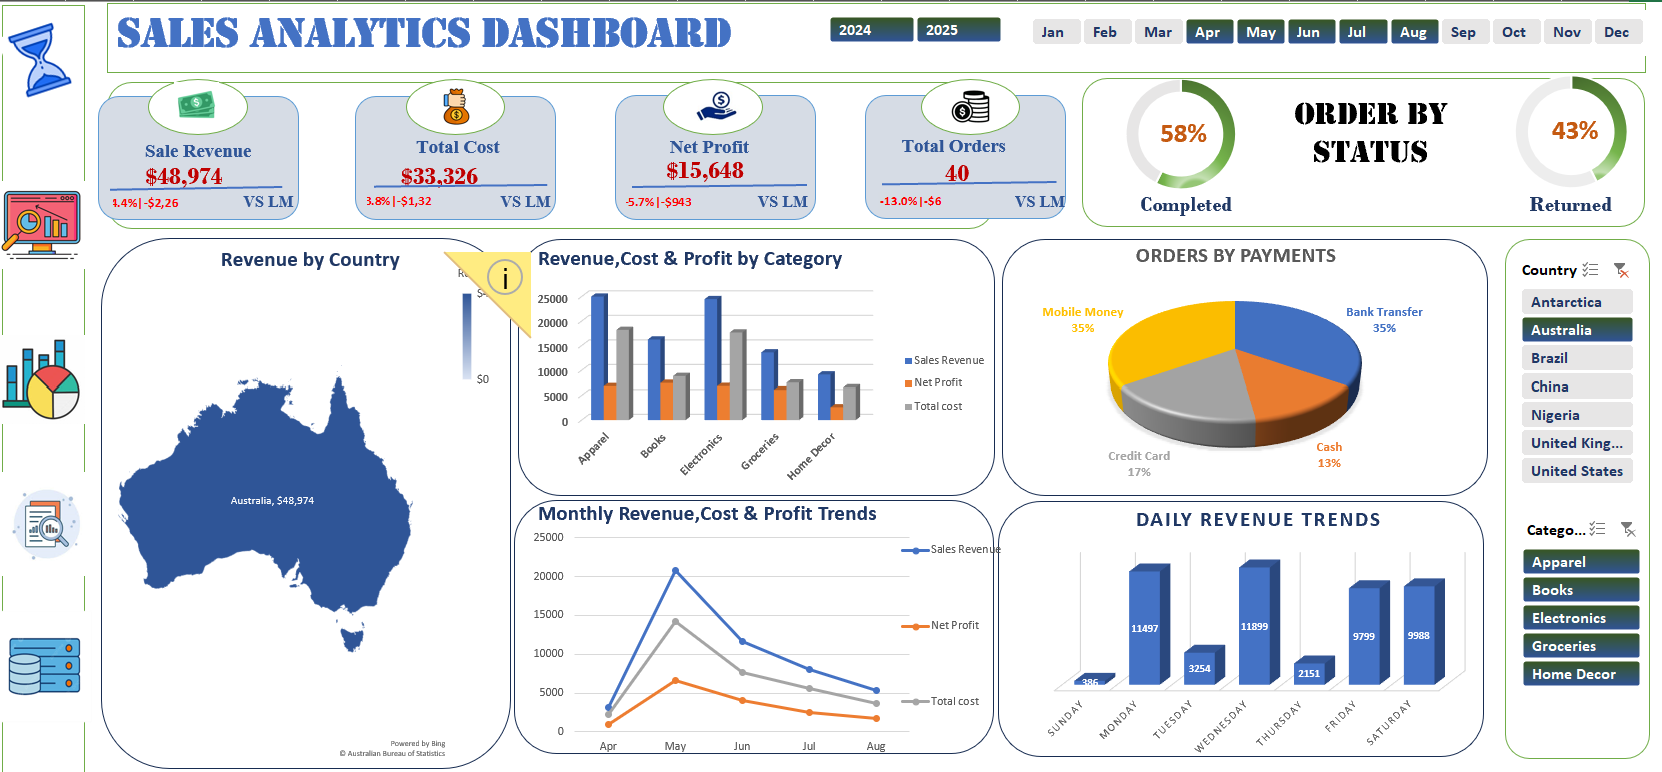 SALES ANALYTICS DASHBOARD
2024 2025
Jan Feb Mar Apr May Jun Jul Aug Sep Oct Nov Dec
Sale Revenue
$48,974
4.4%|-$2,26 VS LM
Total Cost
$33,326
3.8%|-$1,32 VS LM
Net Profit
$15,648
-5.7%|-$943 VS LM
Total Orders
40
-13.0%|-$6 VS LM
58%
Completed
ORDER BY
STATUS
43%
Returned
Revenue by Country
$0
Australia, $48,974
Powered by Bing
© Australian Bureau of Statistics
i
Revenue,Cost & Profit by Category
25000
20000
15000
10000
5000
0
Apparel
Books
Electronics
Groceries
Home Decor
Sales Revenue
Net Profit
Total cost
ORDERS BY PAYMENTS
Mobile Money
35%
Bank Transfer
35%
Credit Card
17%
Cash
13%
Monthly Revenue,Cost & Profit Trends
25000
20000
15000
10000
5000
0
Apr May Jun Jul Aug
Sales Revenue
Net Profit
Total cost
DAILY REVENUE TRENDS
386
11497
3254
11899
2151
9799
9988
SUNDAY
MONDAY
TUESDAY
WEDNESDAY
THURSDAY
FRIDAY
SATURDAY
Country
Antarctica
Australia
Brazil
China
Nigeria
United King...
United States
Catego...
Apparel
Books
Electronics
Groceries
Home Decor